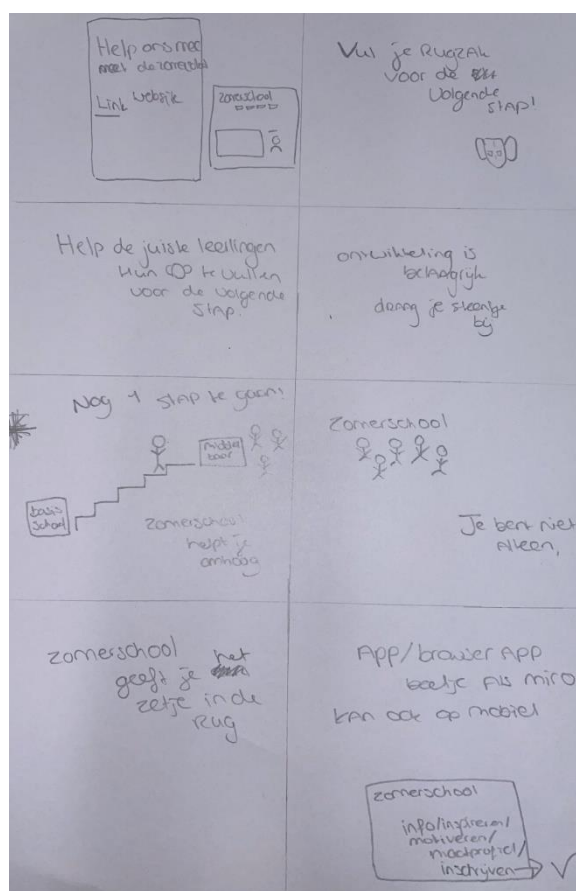 Help ons mee
met de zomerschool
Link website
zomerschool
Vul je Rugzak
voor de
volgende
stap!
Help de juiste leerlingen
hun te vullen
voor de volgende
stap.
ontwikkeling is
belangrijk
draag je steentje
bij
Nog 1 stap te gaan!
middel
baar
basis
school
zomerschool
helpt je
omhoog
zomerschool
Je bent niet
Alleen,
zomerschool het
geeft je
zetje in de
Rug
App/browser App
beetje Als miro
kan ook op mobiel
zomerschool
info/inspireren/
motiveren/
inschrijven